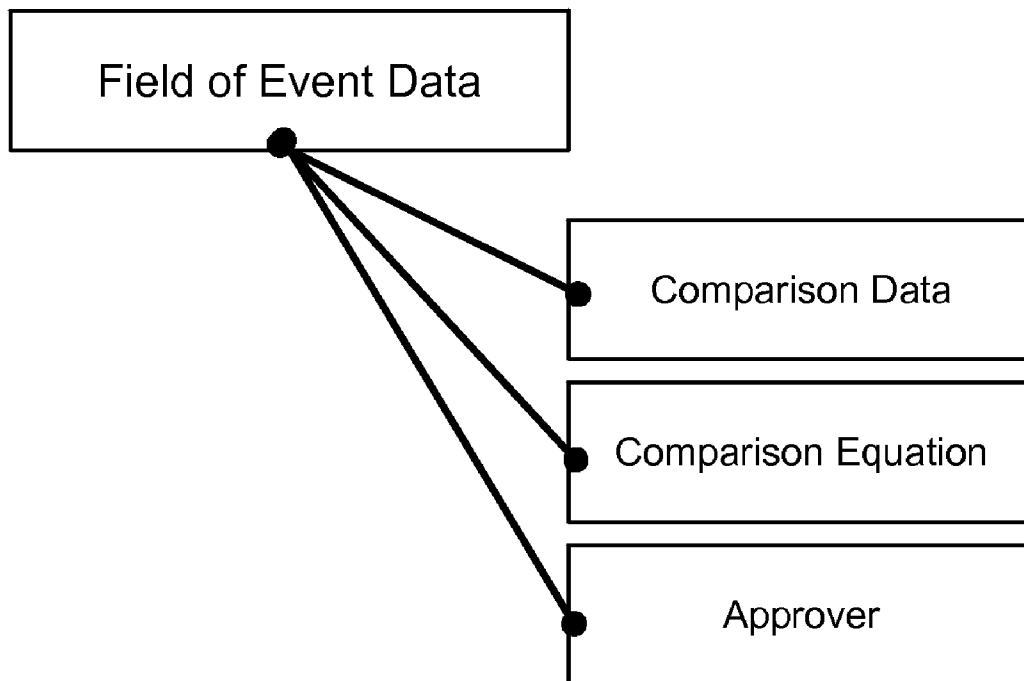 Field of Event Data
Comparison Data
Comparison Equation
Approver